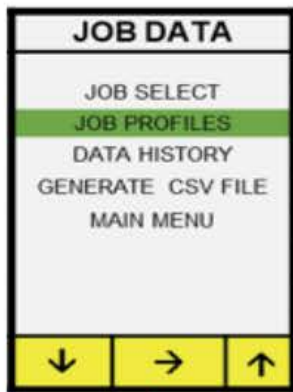 JOB DATA
JOB SELECT
JOB PROFILES
DATA HISTORY
GENERATE CSV FILE
MAIN MENU
↓ → ↑